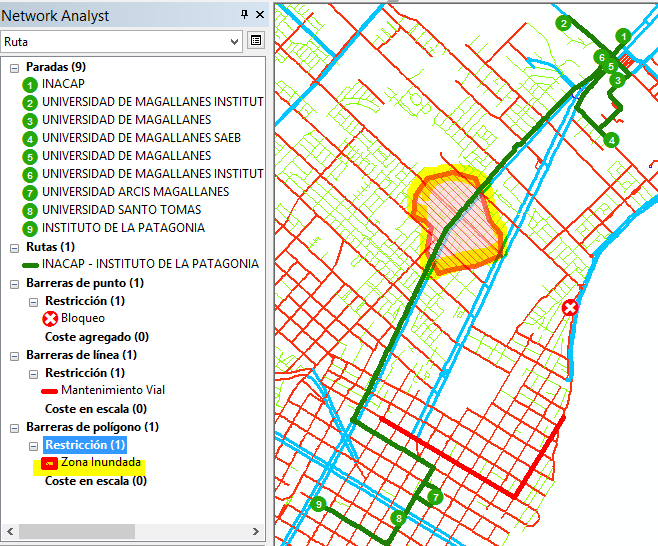 Network Analyst
Ruta
Paradas (9)
1 INACAP
2 UNIVERSIDAD DE MAGALLANES INSTITUT
3 UNIVERSIDAD DE MAGALLANES
4 UNIVERSIDAD DE MAGALLANES SAEB
5 UNIVERSIDAD DE MAGALLANES
6 UNIVERSIDAD DE MAGALLANES INSTITUT
7 UNIVERSIDAD ARCIS MAGALLANES
8 UNIVERSIDAD SANTO TOMAS
9 INSTITUTO DE LA PATAGONIA
Rutas (1)
INACAP - INSTITUTO DE LA PATAGONIA
Barreras de punto (1)
Restricción (1)
Bloqueo
Coste agregado (0)
Barreras de línea (1)
Restricción (1)
Mantenimiento Vial
Coste en escala (0)
Barreras de polígono (1)
Restricción (1)
Zona Inundada
Coste en escala (0)
2
1
6
5
3
4
7
8
9